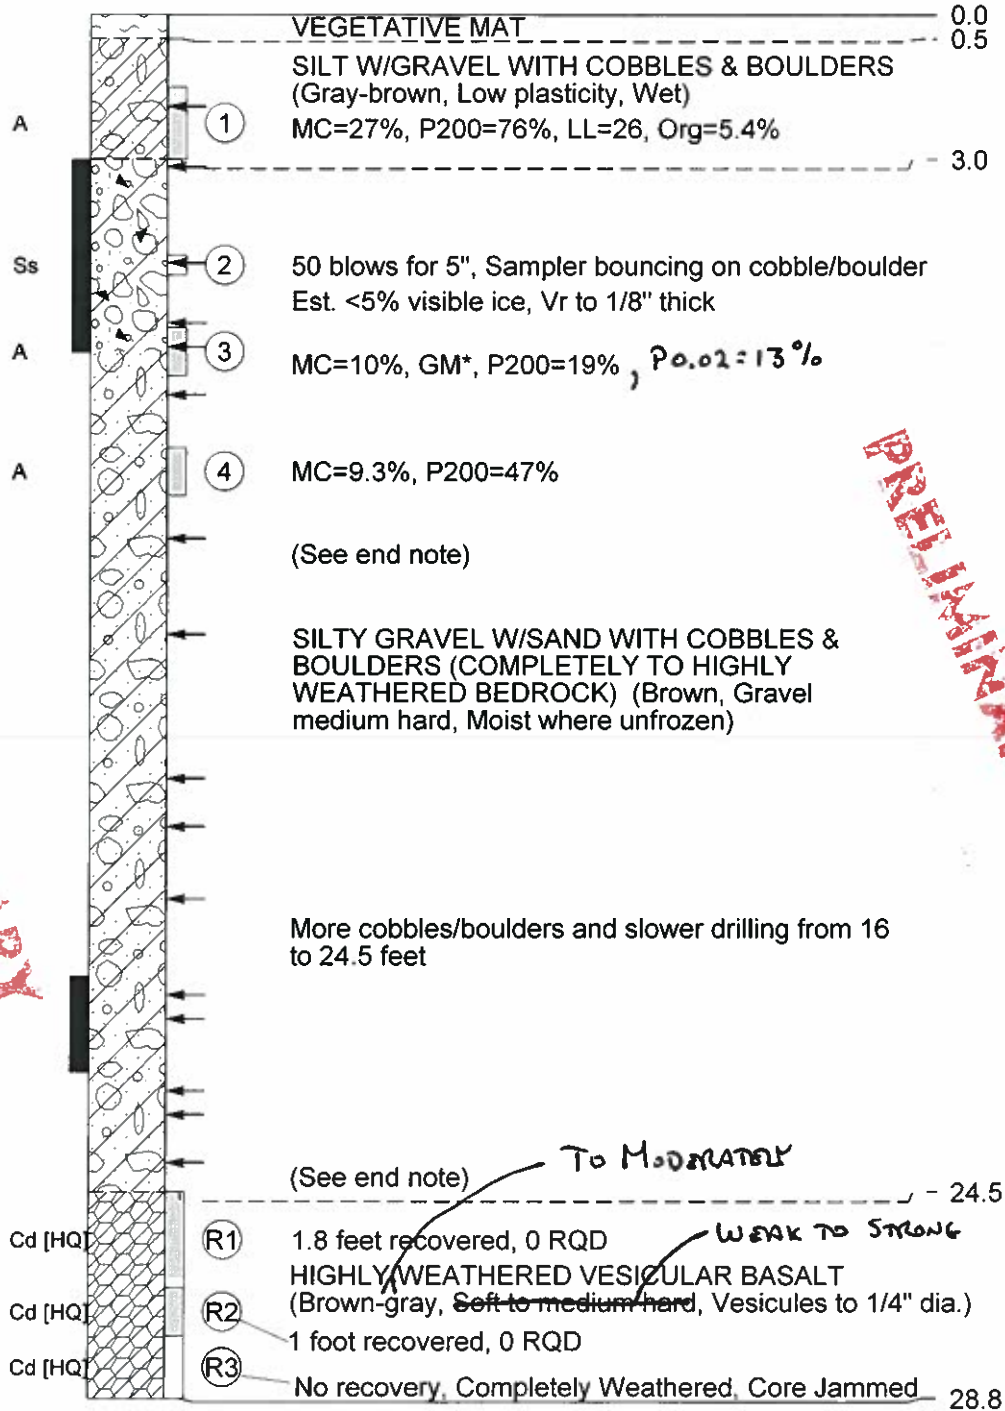 0.0
VEGETATIVE MAT
0.5
SILT W/GRAVEL WITH COBBLES & BOULDERS
(Gray-brown, Low plasticity, Wet)
A 1 MC=27%, P200=76%, LL=26, Org=5.4%
3.0
Ss 2 50 blows for 5", Sampler bouncing on cobble/boulder
Est. <5% visible ice, Vr to 1/8" thick
A 3 MC=10%, GM*, P200=19%, P0.02=13%
A 4 MC=9.3%, P200=47%
(See end note)
SILTY GRAVEL W/SAND WITH COBBLES &
BOULDERS (COMPLETELY TO HIGHLY
WEATHERED BEDROCK) (Brown, Gravel
medium hard, Moist where unfrozen)
More cobbles/boulders and slower drilling from 16
to 24.5 feet
TO MODERATELY
(See end note)
24.5
Cd [HQ] R1 1.8 feet recovered, 0 RQD
WEAK TO STRONG
HIGHLY WEATHERED VESICULAR BASALT
Cd [HQ] R2 (Brown-gray, Soft to medium hard, Vesicules to 1/4" dia.)
1 foot recovered, 0 RQD
Cd [HQ] R3 No recovery, Completely Weathered, Core Jammed
28.8
PRELIMINA
RY